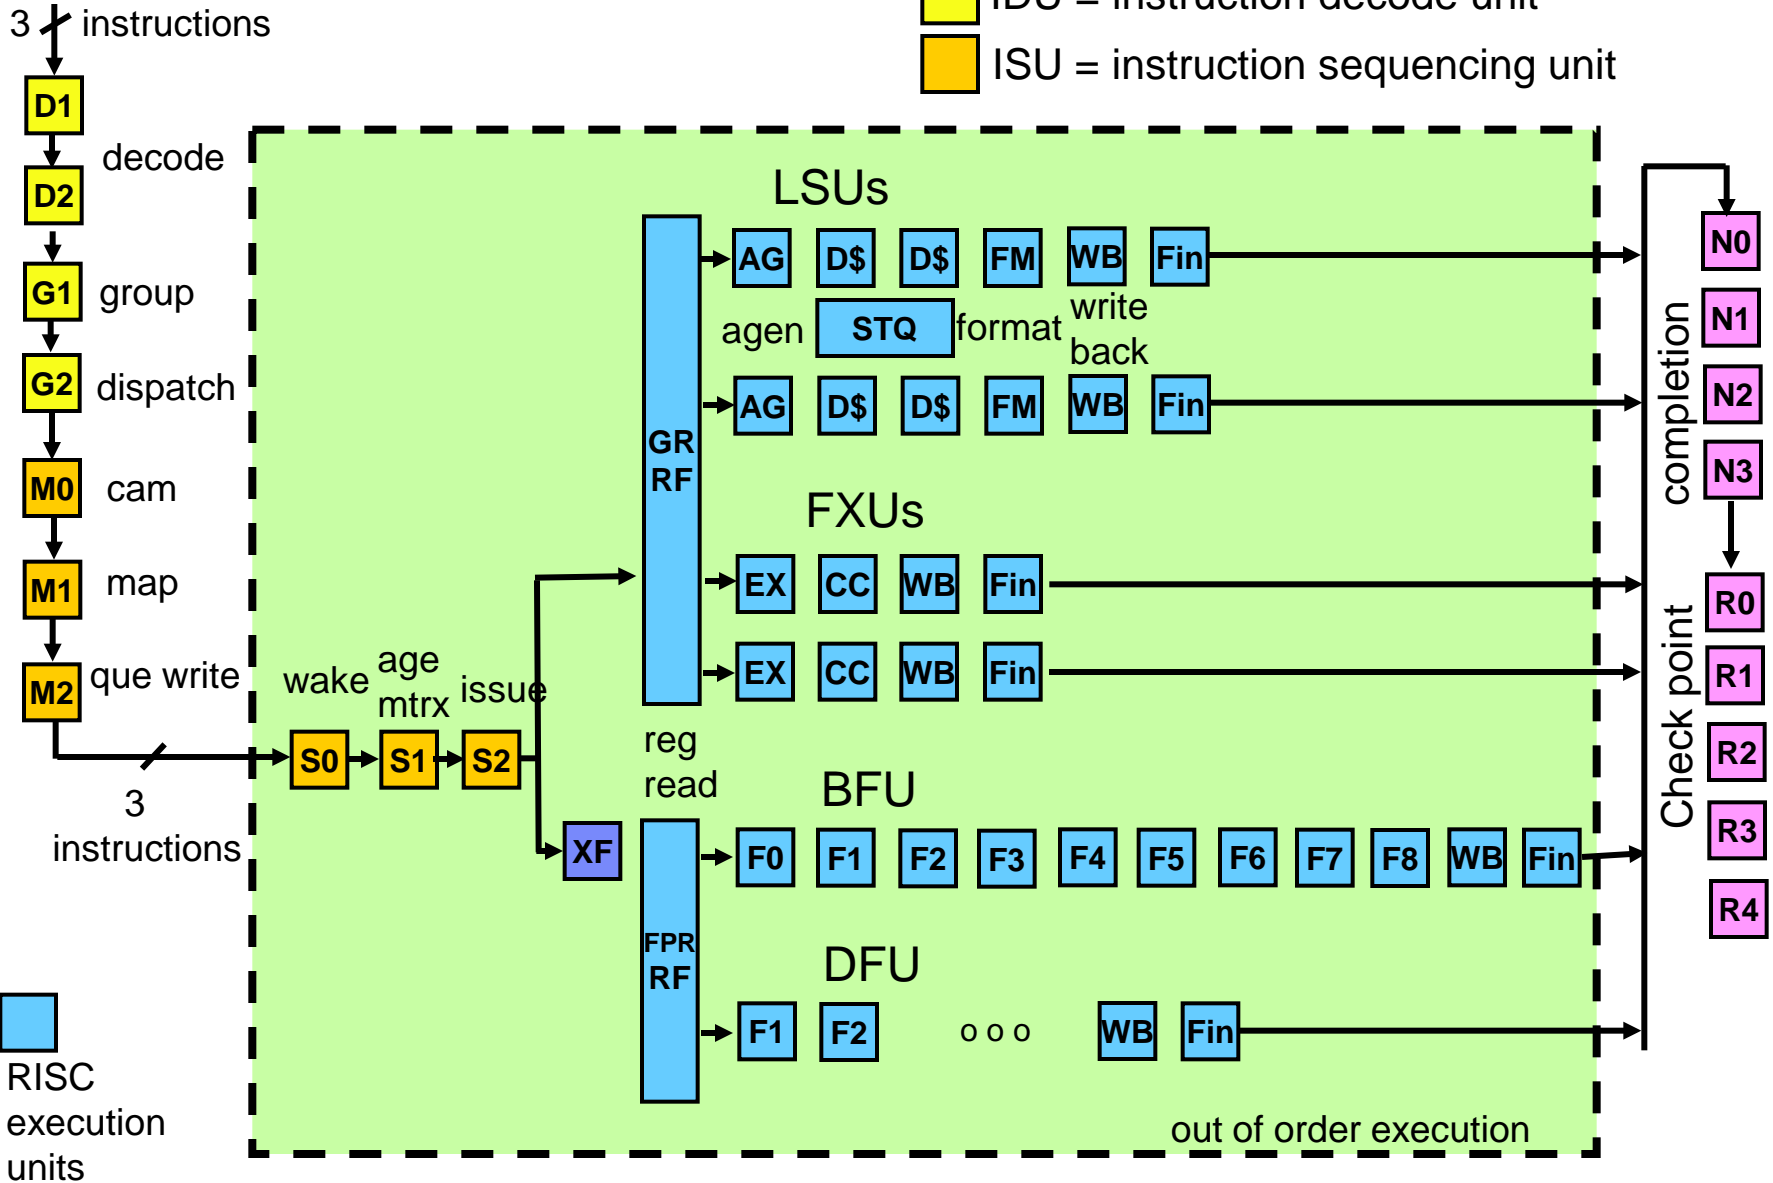 3 instructions
IDU = instruction decode unit
ISU = instruction sequencing unit
D1
decode
D2
G1 group
G2 dispatch
M0 cam
M1 map
M2 que write
3
instructions
wake
age
mtrx
issue
S0 S1 S2
XF
LSUs
GR
RF
AG D$ D$ FM WB Fin
agen STQ format write
back
AG D$ D$ FM WB Fin
FXUs
EX CC WB Fin
EX CC WB Fin
reg
read
BFU
FPR
RF
F0 F1 F2 F3 F4 F5 F6 F7 F8 WB Fin
DFU
F1 F2 o o o WB Fin
out of order execution
completion
Check point
N0
N1
N2
N3
R0
R1
R2
R3
R4
RISC
execution
units